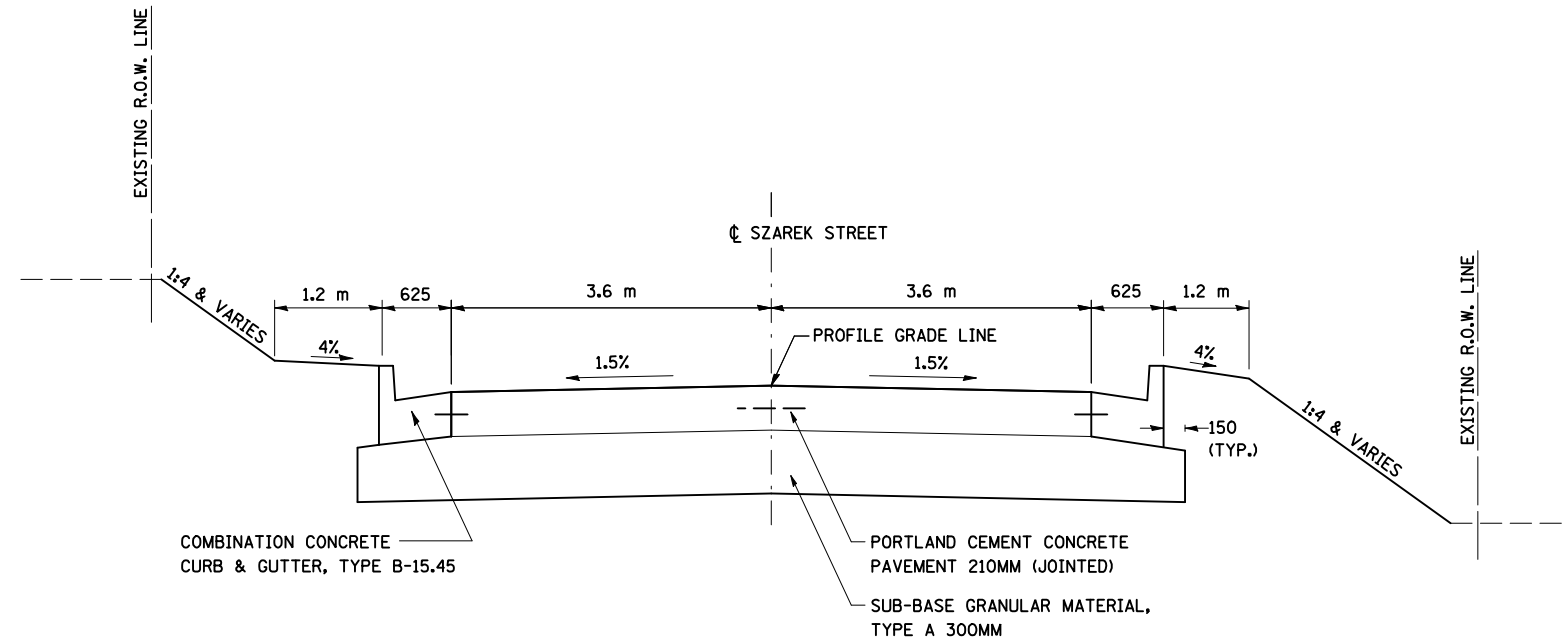 EXISTING R.O.W. LINE
℄ SZAREK STREET
EXISTING R.O.W. LINE
1:4 & VARIES
1.2 m
625
3.6 m
3.6 m
625
1.2 m
PROFILE GRADE LINE
4%
1.5%
1.5%
4%
1:4 & VARIES
150
(TYP.)
COMBINATION CONCRETE
CURB & GUTTER, TYPE B-15.45
PORTLAND CEMENT CONCRETE
PAVEMENT 210MM (JOINTED)
SUB-BASE GRANULAR MATERIAL,
TYPE A 300MM